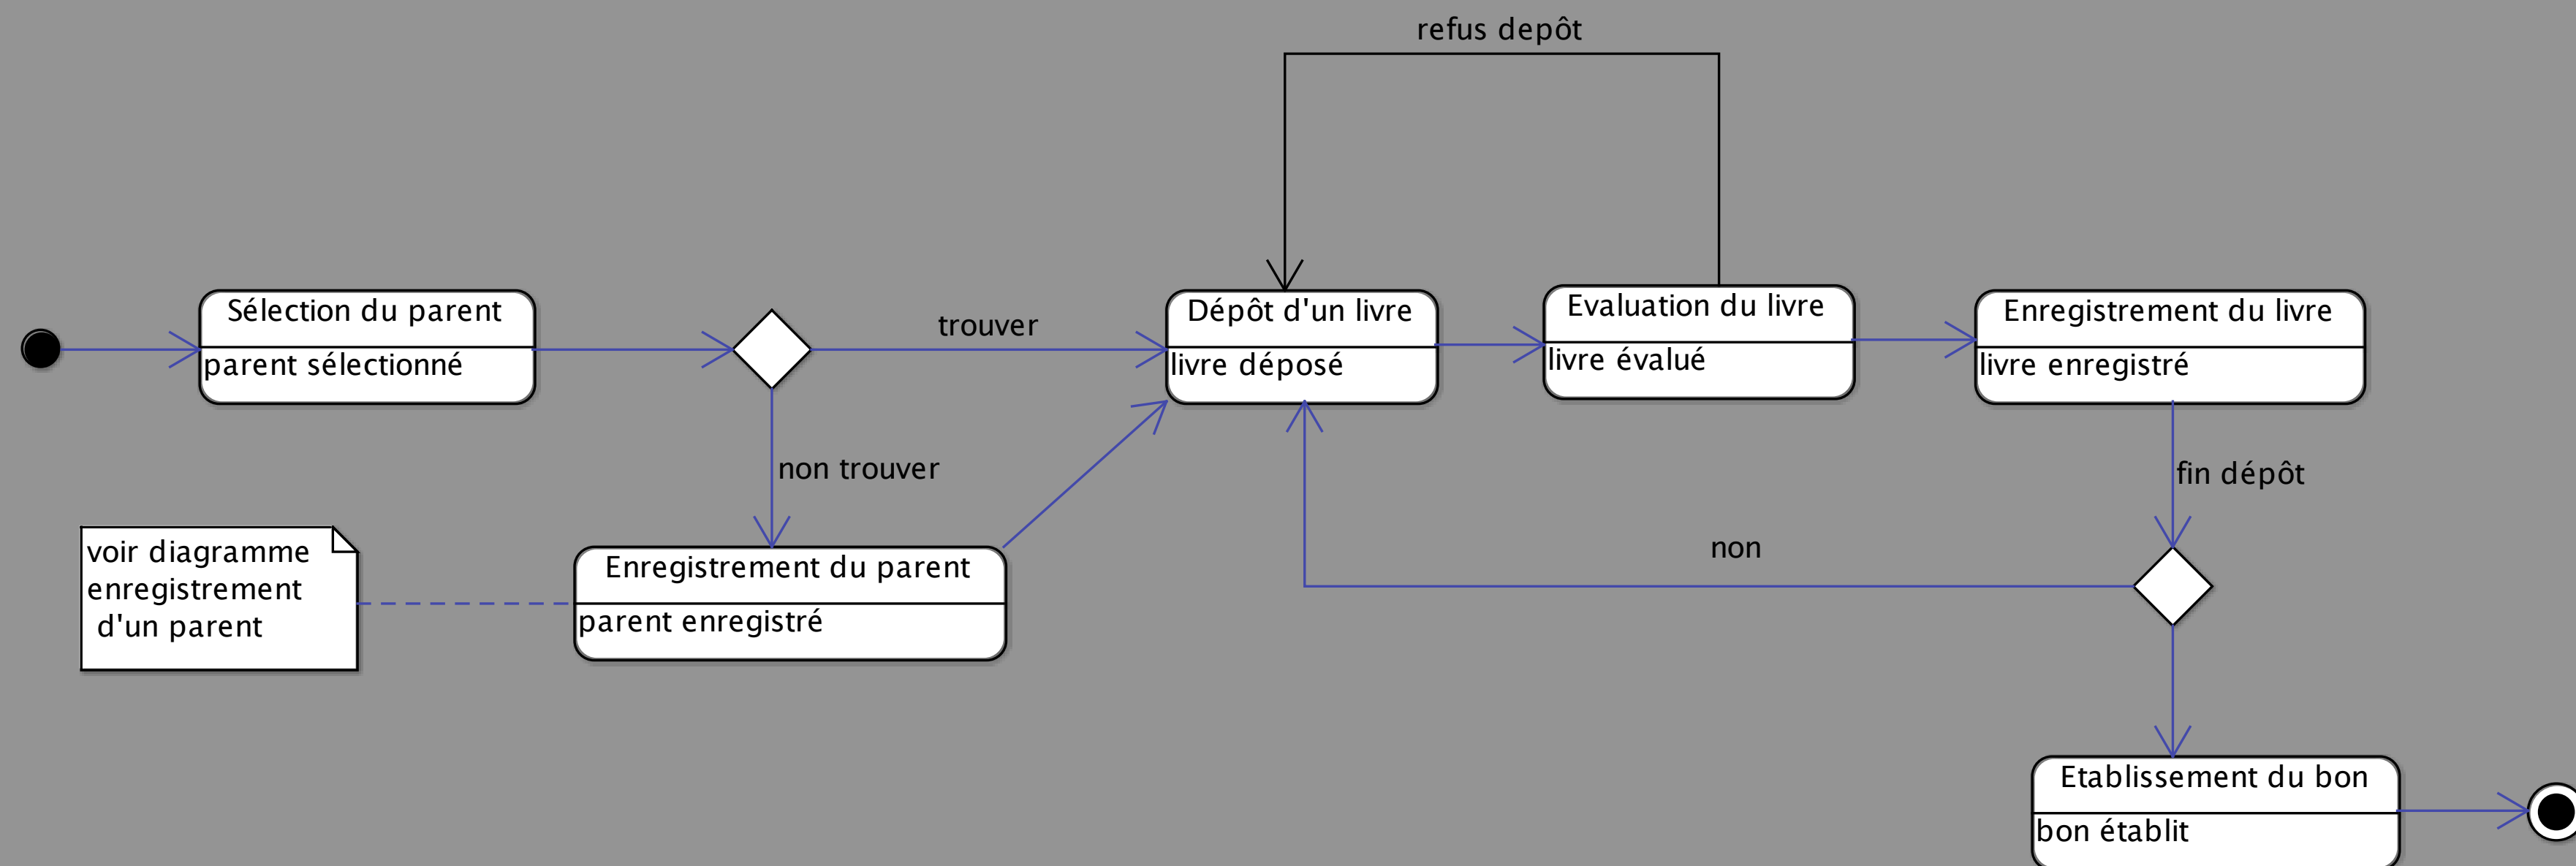 refus depôt
Sélection du parent
parent sélectionné
trouver
Dépôt d'un livre
livre déposé
Evaluation du livre
livre évalué
Enregistrement du livre
livre enregistré
non trouver
fin dépôt
voir diagramme
enregistrement
d'un parent
Enregistrement du parent
parent enregistré
non
Etablissement du bon
bon établit